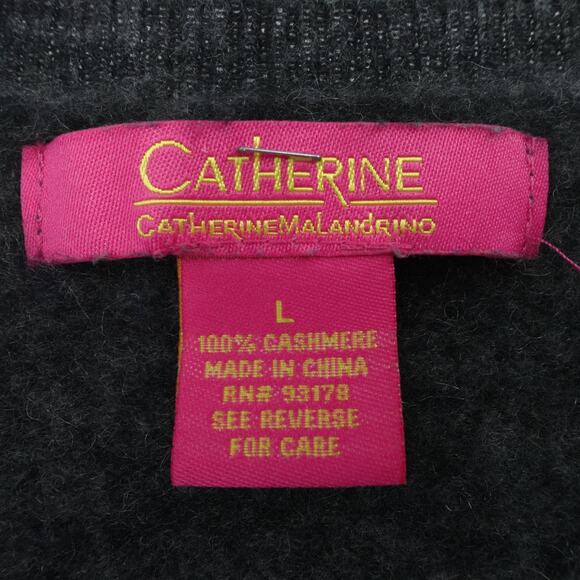 CATHERINE
CATHERINEMALANDRINO
L
100% CASHMERE
MADE IN CHINA
RN# 93178
SEE REVERSE
FOR CARE